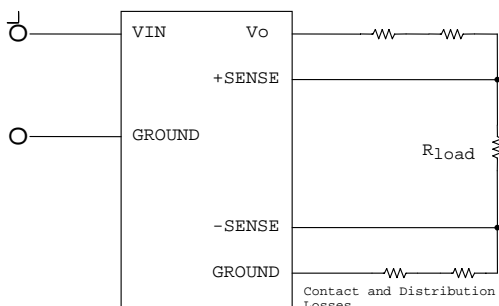 VIN
Vo
+SENSE
GROUND
Rload
-SENSE
GROUND
Contact and Distribution
Losses